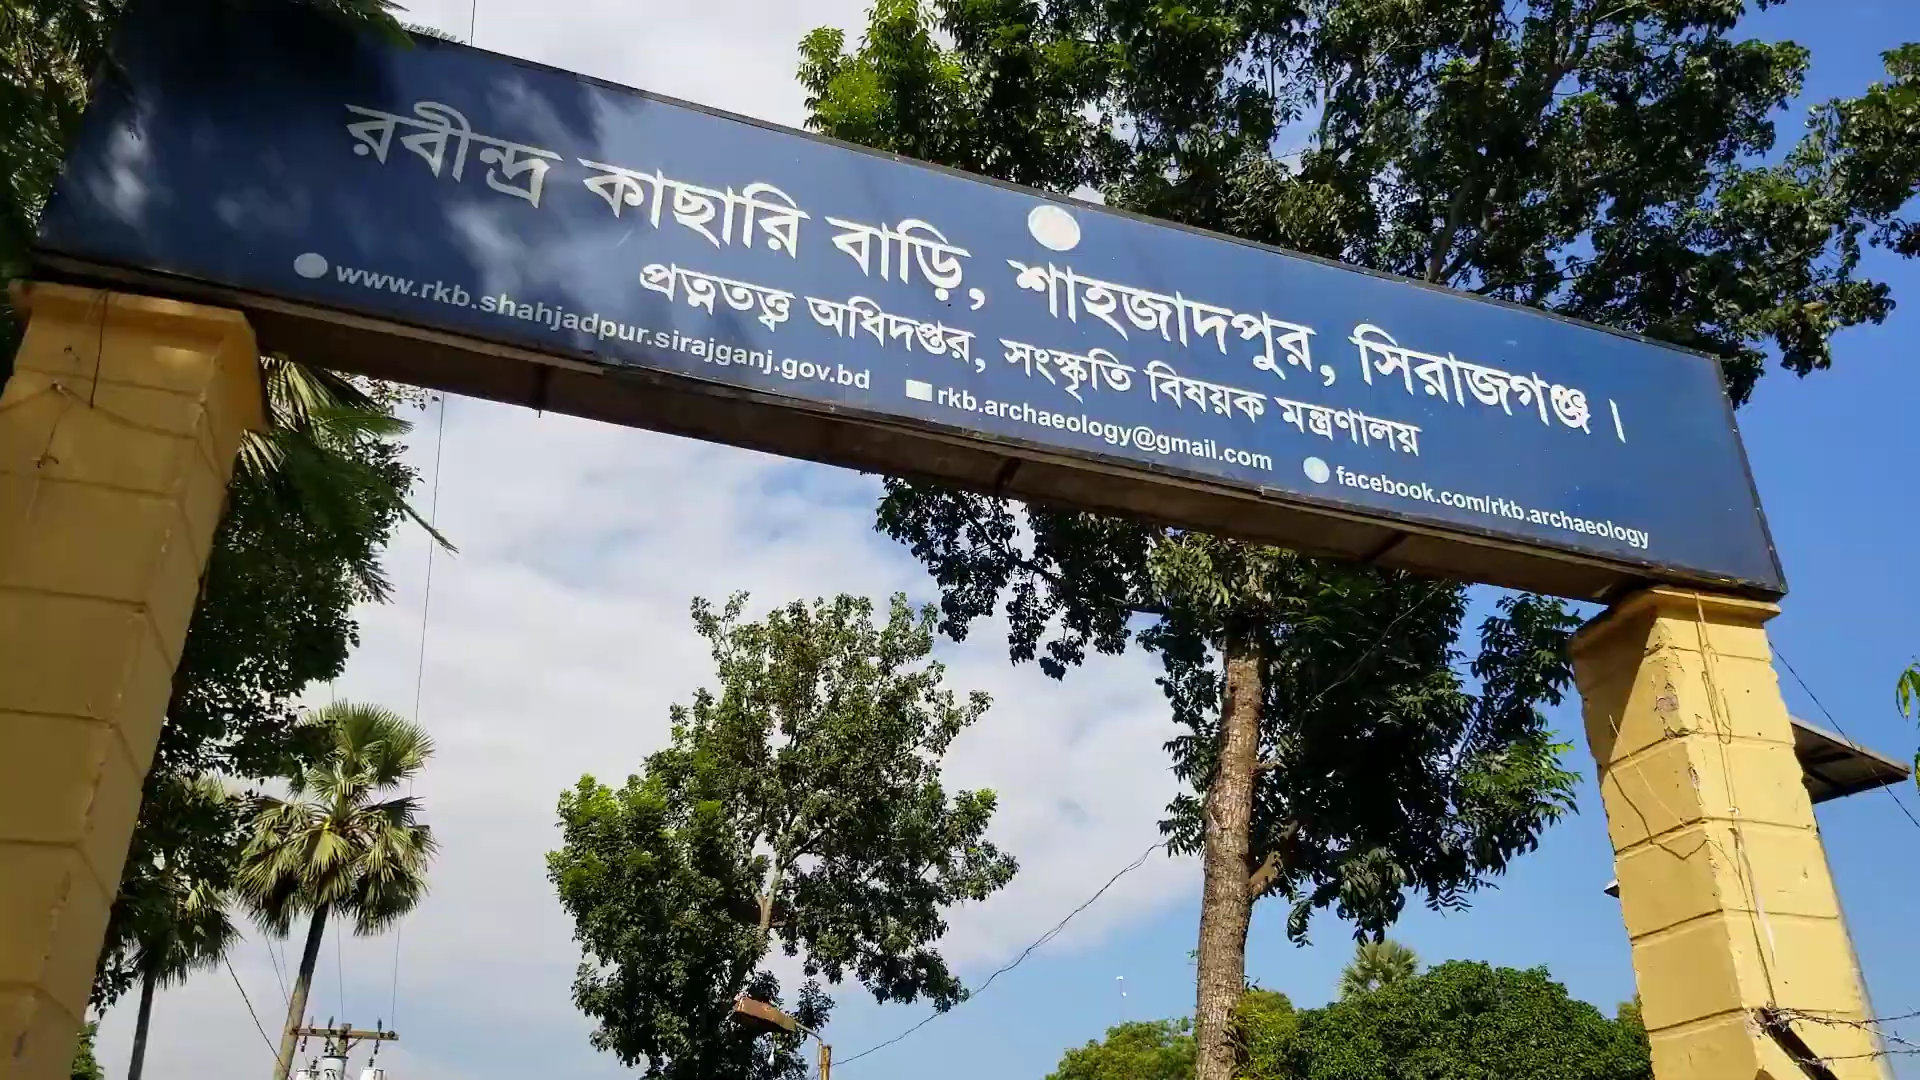 রবীন্দ্র কাছারি বাড়ি, শাহজাদপুর, সিরাজগঞ্জ ।
প্রত্নতত্ত্ব অধিদপ্তর, সংস্কৃতি বিষয়ক মন্ত্রণালয়
www.rkb.shahjadpur.sirajganj.gov.bd rkb.archaeology@gmail.com facebook.com/rkb.archaeology